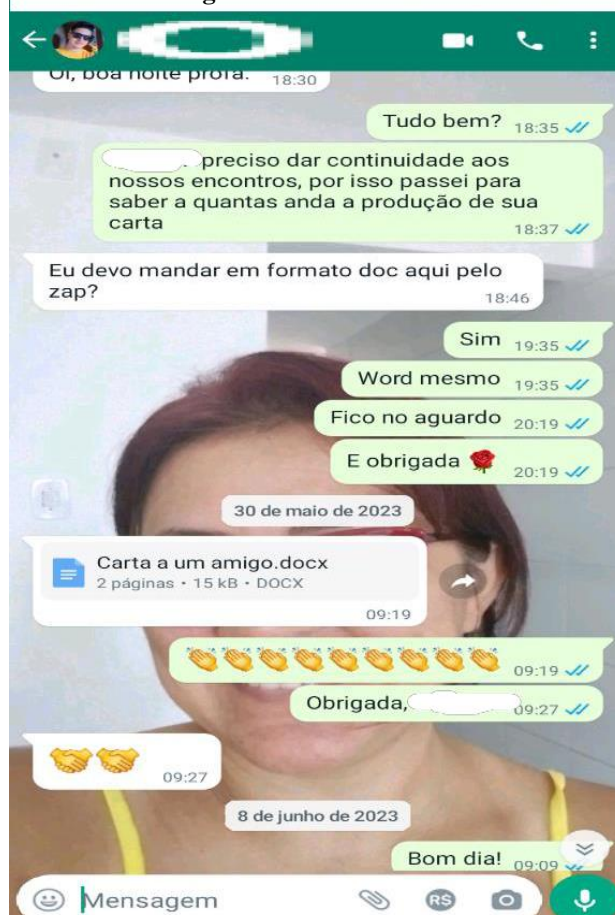 Oi, boa noite profa. 18:30
Tudo bem? 18:35
preciso dar continuidade aos
nossos encontros, por isso passei para
saber a quantas anda a produção de sua
carta
18:37
Eu devo mandar em formato doc aqui pelo
zap?
18:46
Sim 19:35
Word mesmo 19:35
Fico no aguardo 20:19
E obrigada 🌹 20:19
30 de maio de 2023
Carta a um amigo.docx
2 páginas • 15 kB • DOCX
09:19
👏👏👏👏👏👏👏👏👏 09:19
Obrigada, 09:27
🤝🤝 09:27
8 de junho de 2023
Bom dia! 09:09
Mensagem
R$